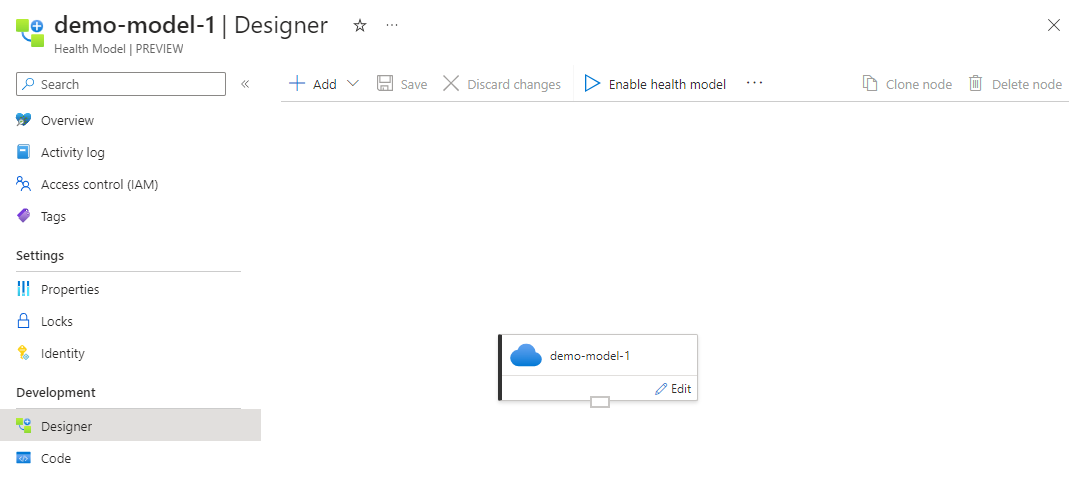 demo-model-1 | Designer ...
Health Model | PREVIEW
Search «
Add Save Discard changes Enable health model ... Clone node Delete node
Overview
Activity log
Access control (IAM)
Tags
Settings
Properties
Locks
Identity
demo-model-1
Edit
Development
Designer
Code